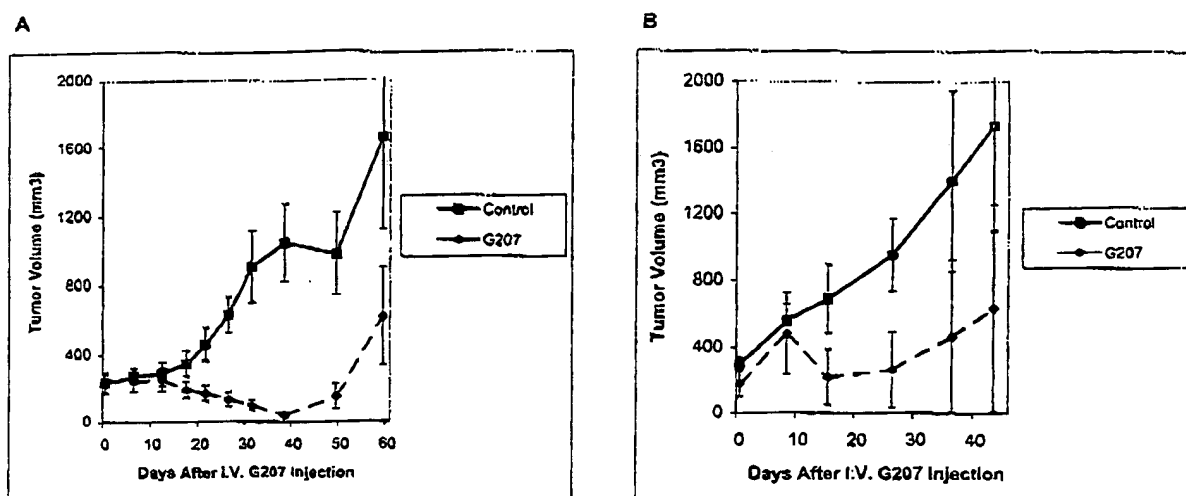 A
Tumor Volume (mm3)
2000
1600
1200
800
400
0
0 10 20 30 40 50 60
Days After I.V. G207 Injection
Control
G207
B
Tumor Volume (mm3)
2000
1600
1200
800
400
0
0 10 20 30 40
Days After I:V. G207 Injection
Control
G207